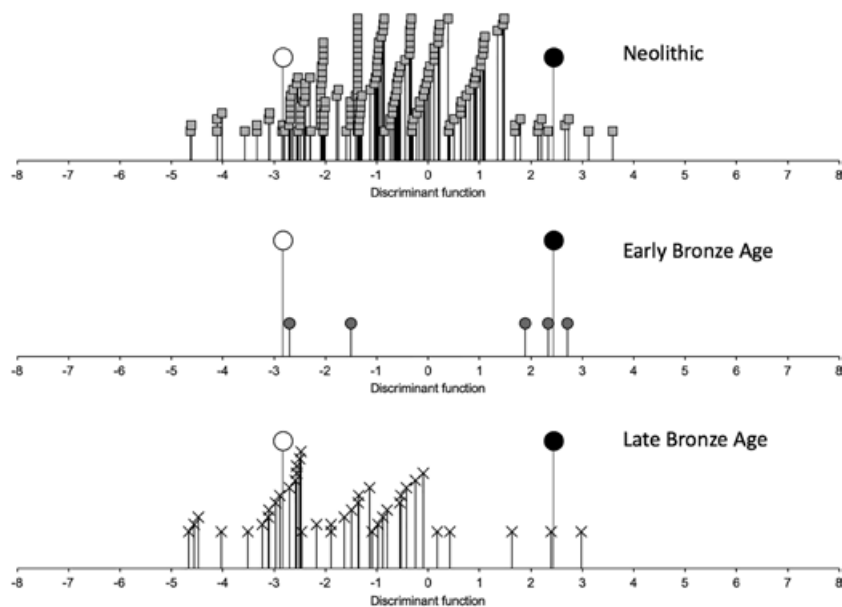 Neolithic
-8 -7 -6 -5 -4 -3 -2 -1 0 1 2 3 4 5 6 7 8
Discriminant function
Early Bronze Age
-8 -7 -6 -5 -4 -3 -2 -1 0 1 2 3 4 5 6 7 8
Discriminant function
Late Bronze Age
-8 -7 -6 -5 -4 -3 -2 -1 0 1 2 3 4 5 6 7 8
Discriminant function